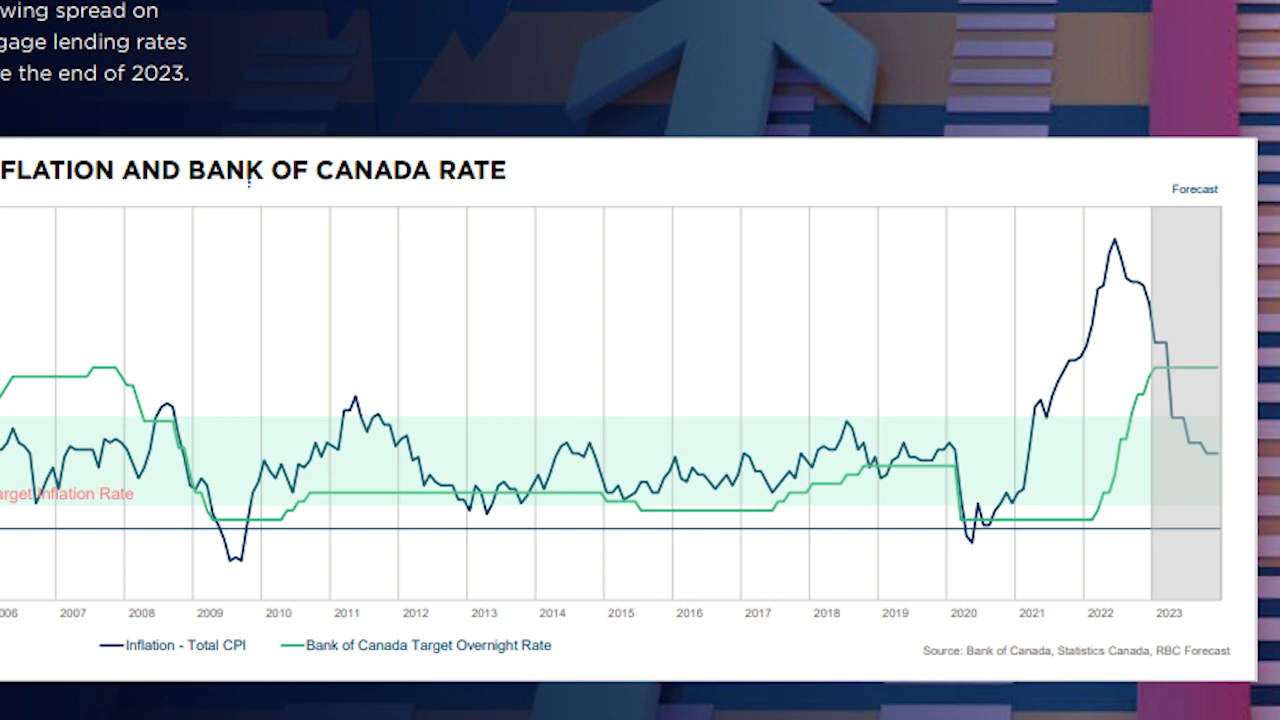 wing spread on
gage lending rates
e the end of 2023.
FLATION AND BANK OF CANADA RATE
Forecast
arget Inflation Rate
006 2007 2008 2009 2010 2011 2012 2013 2014 2015 2016 2017 2018 2019 2020 2021 2022 2023
Inflation - Total CPI Bank of Canada Target Overnight Rate
Source: Bank of Canada, Statistics Canada, RBC Forecast